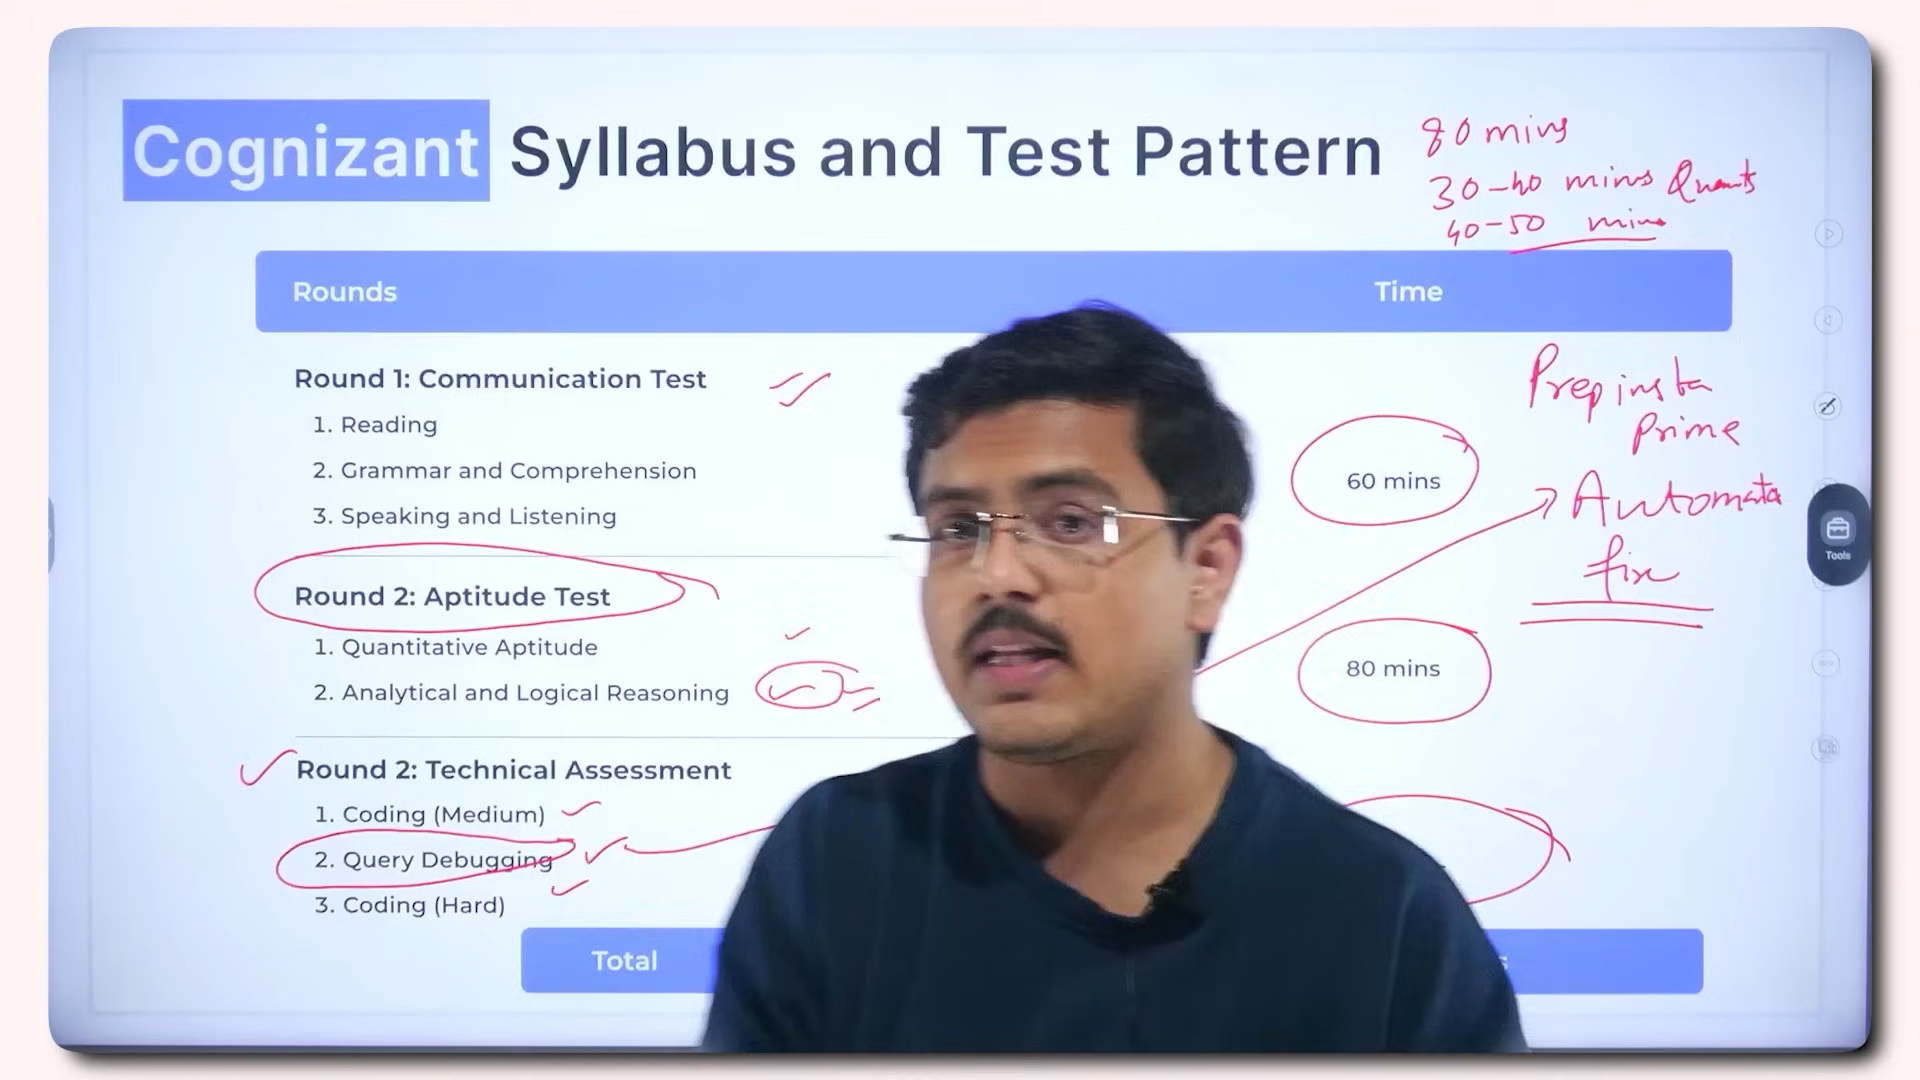 Cognizant Syllabus and Test Pattern
80 mins
30-40 mins Quants
40-50 mins
Rounds
Time
Round 1: Communication Test
1. Reading
2. Grammar and Comprehension
3. Speaking and Listening
60 mins
Prepinsta
Prime
Automata
fix
Tools
Round 2: Aptitude Test
1. Quantitative Aptitude
2. Analytical and Logical Reasoning
80 mins
Round 2: Technical Assessment
1. Coding (Medium)
2. Query Debugging
3. Coding (Hard)
Total